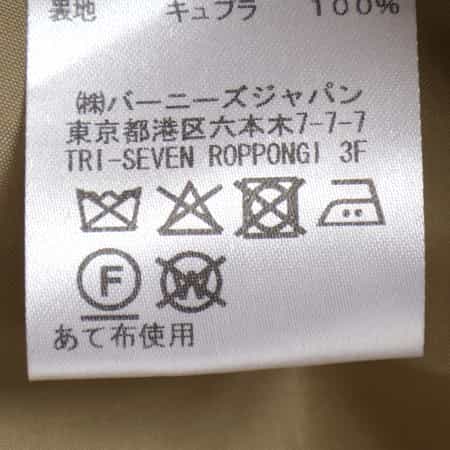 裏地 キュプラ 100%
㈱バーニーズジャパン
東京都港区六本木7-7-7
TRI-SEVEN ROPPONGI 3F
F W
あて布使用